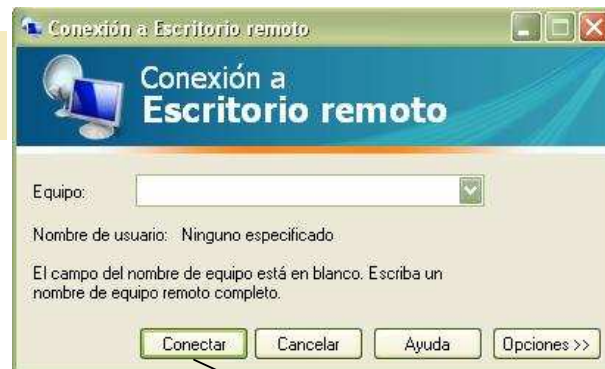 Conexión a Escritorio remoto
Conexión a
Escritorio remoto
Equipo:
Nombre de usuario: Ninguno especificado
El campo del nombre de equipo está en blanco. Escriba un
nombre de equipo remoto completo.
Conectar Cancelar Ayuda Opciones >>